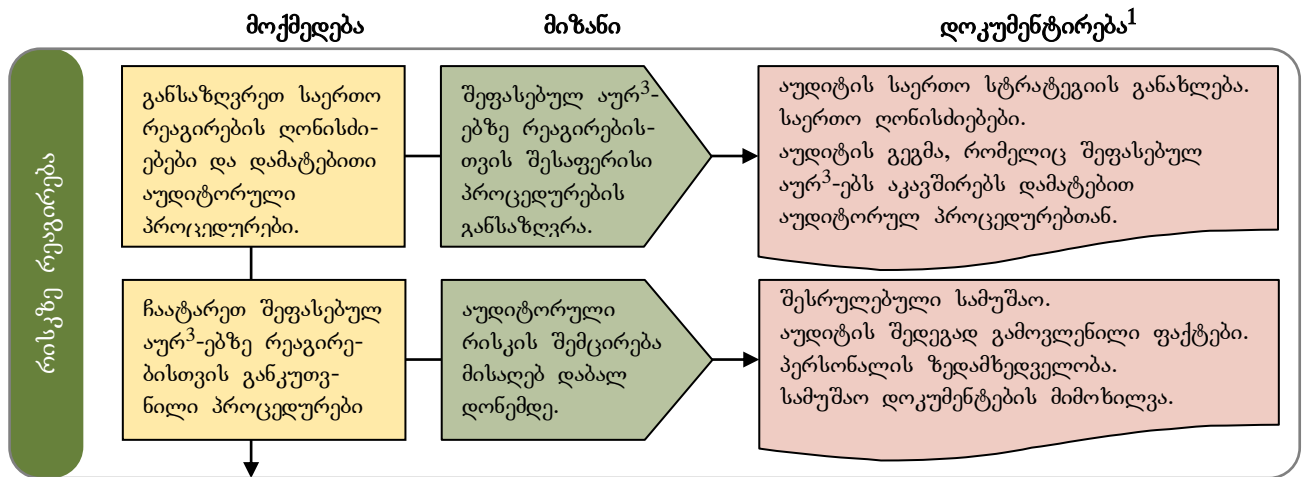 მოქმედება მიზანი დოკუმენტირება¹
რისკზე რეაგირება
განსაზღვრეთ საერთო
რეაგირების ღონისძი-
ებები და დამატებითი
აუდიტორული
პროცედურები.
შეფასებულ აურ³-
ებზე რეაგირების-
თვის შესაფერისი
პროცედურების
განსაზღვრა.
აუდიტის საერთო სტრატეგიის განახლება.
საერთო ღონისძიებები.
აუდიტის გეგმა, რომელიც შეფასებულ
აურ³-ებს აკავშირებს დამატებით
აუდიტორულ პროცედურებთან.
ჩაატარეთ შეფასებულ
აურ³-ებზე რეაგირე-
ბისთვის განკუთვ-
ნილი პროცედურები
აუდიტორული
რისკის შემცირება
მისაღებ დაბალ
დონემდე.
შესრულებული სამუშაო.
აუდიტის შედეგად გამოვლენილი ფაქტები.
პერსონალის ზედამხედველობა.
სამუშაო დოკუმენტების მიმოხილვა.